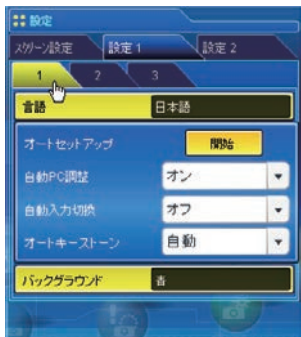 設定
スクリーン設定 設定 1 設定 2
1 2 3
言語 日本語
オートセットアップ 開始
自動PC調整 オン
自動入力切換 オフ
オートキーストーン 自動
バックグラウンド 青